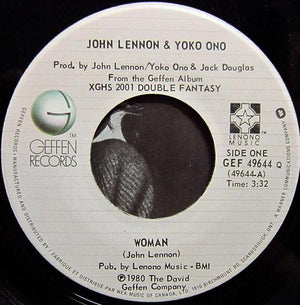 JOHN LENNON & YOKO ONO
Prod. by John Lennon/Yoko Ono & Jack Douglas
From the Geffen Album
XGHS 2001 DOUBLE FANTASY
GEFFEN
RECORDS
TM
LENONO
MUSIC
SIDE ONE
GEF 49644 Q
(49644-A)
Time: 3:32
WOMAN
(John Lennon)
Pub. by Lenono Music - BMI
℗ 1980 The David
Geffen Company